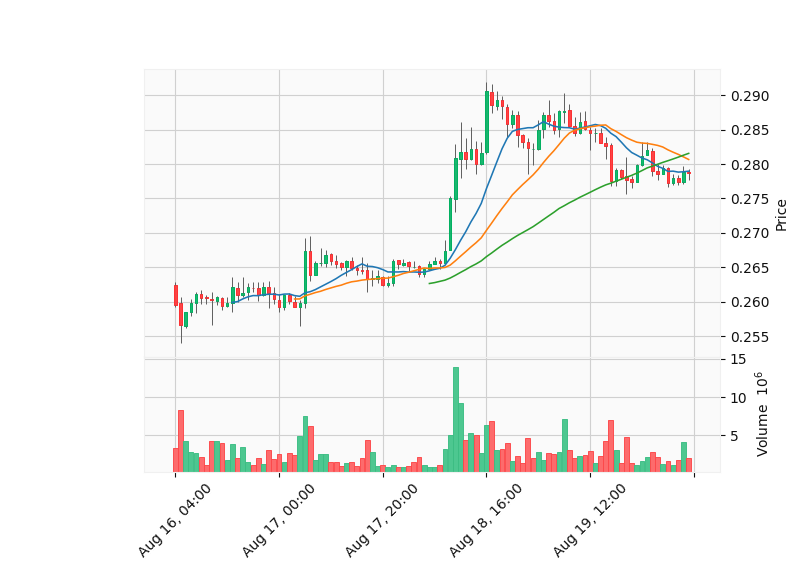 0.290
0.285
0.280
0.275
0.270
0.265
0.260
0.255
Price
15
10
5
Volume 10⁶
Aug 16, 04:00
Aug 17, 00:00
Aug 17, 20:00
Aug 18, 16:00
Aug 19, 12:00